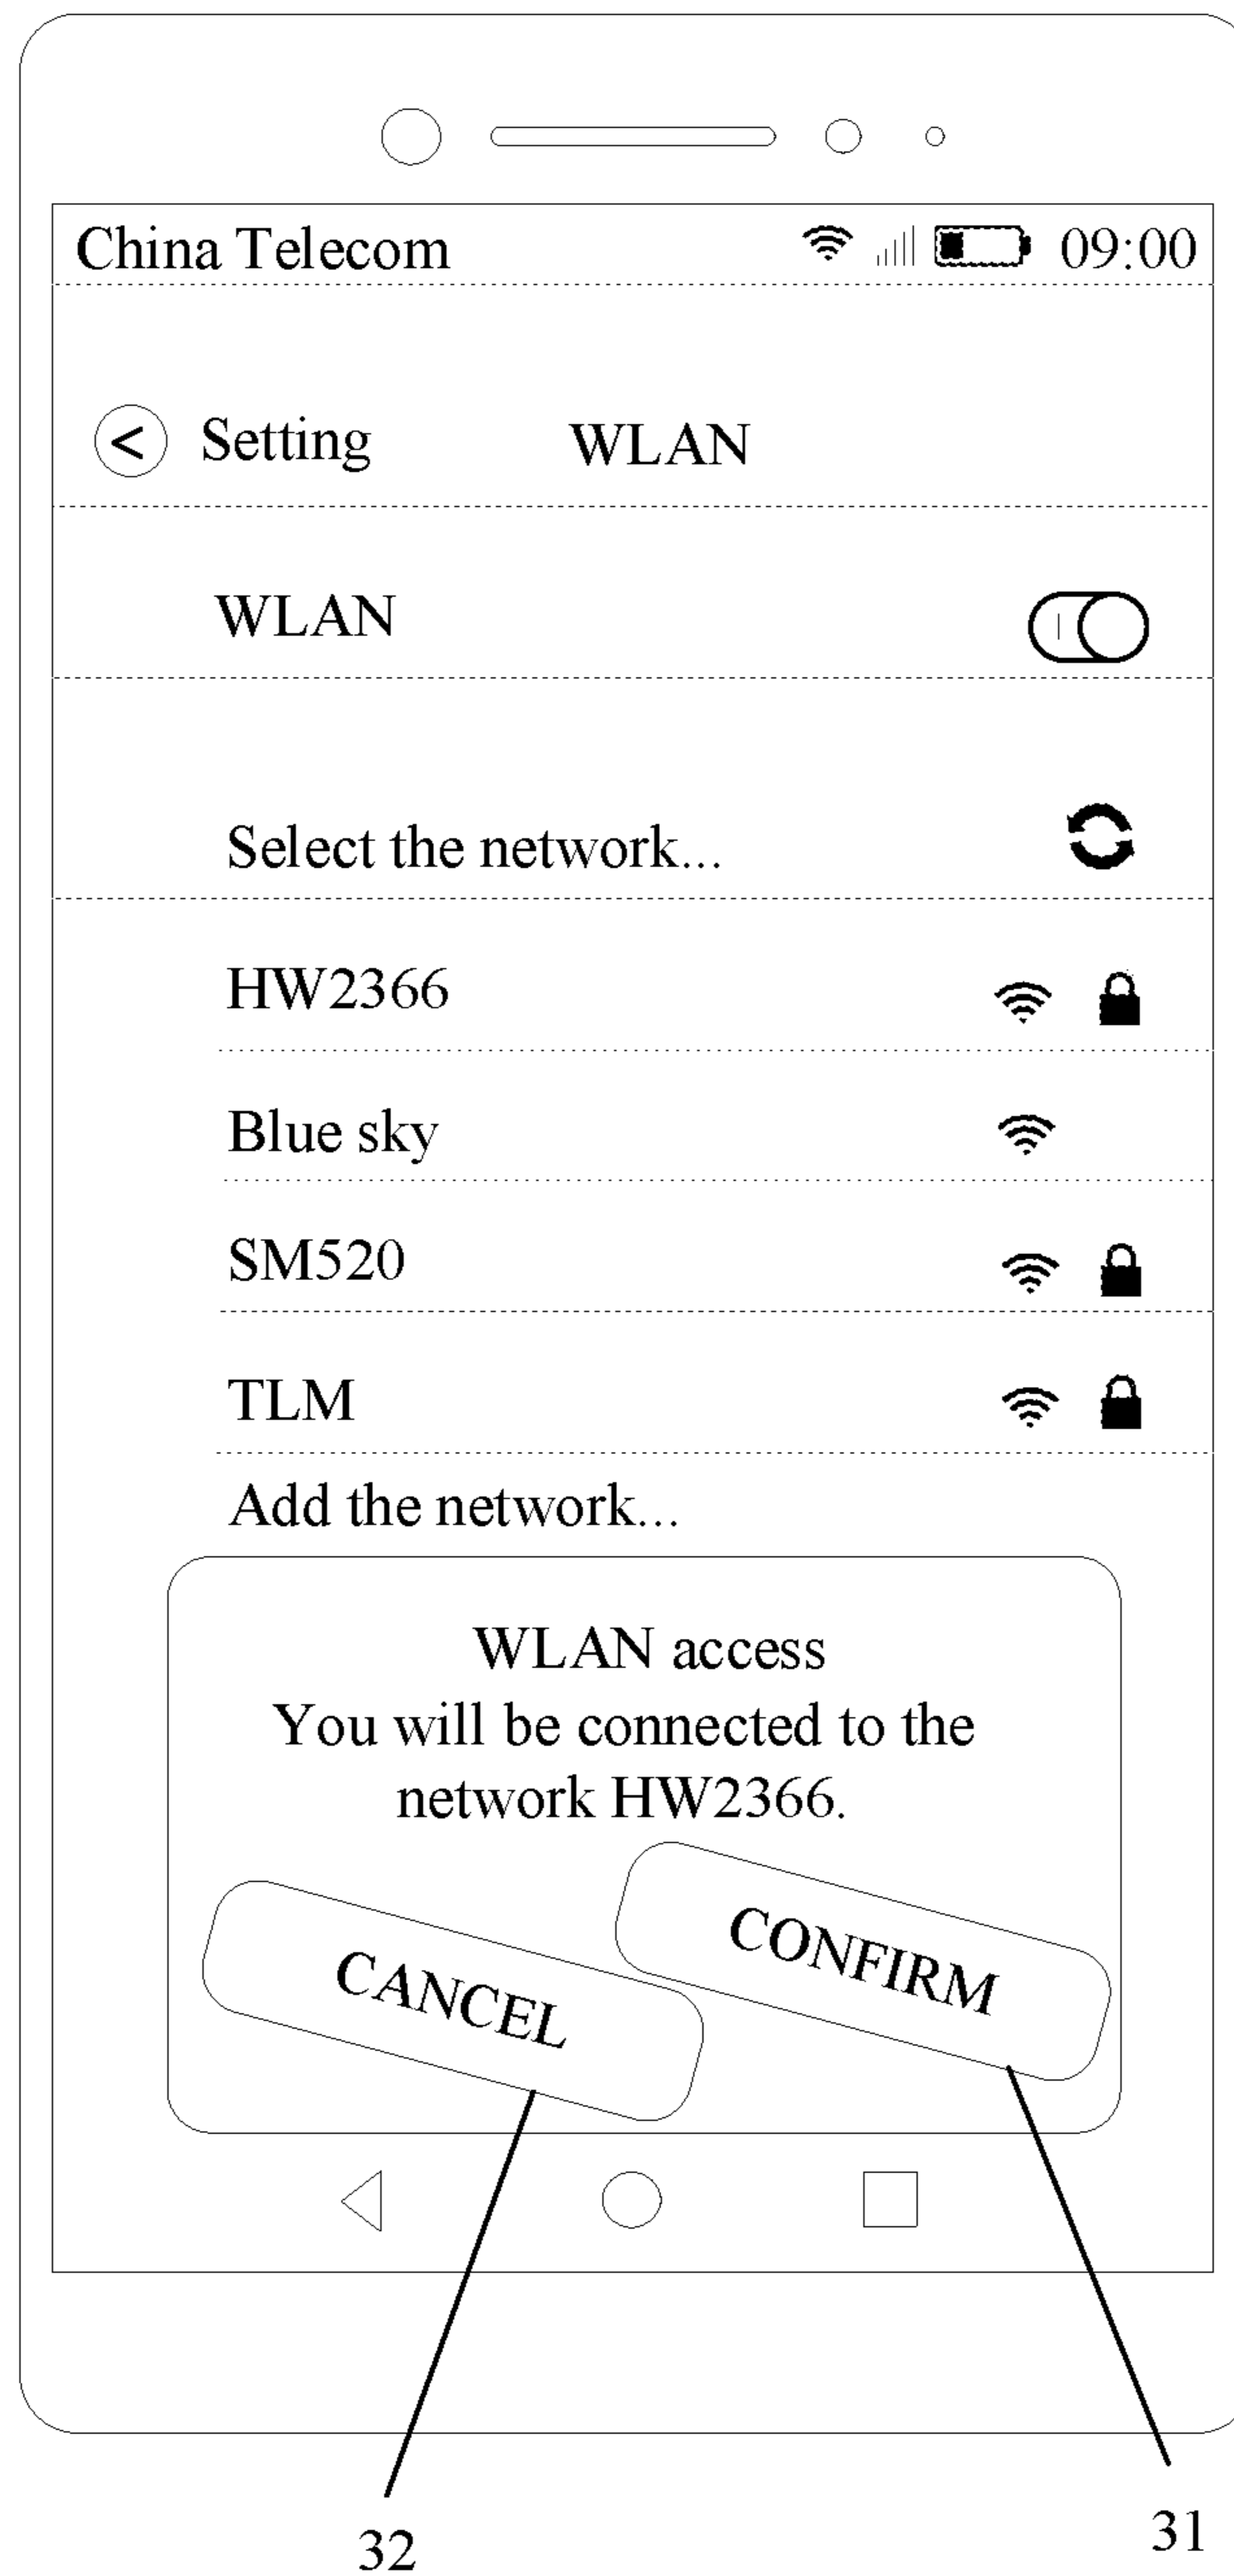 China Telecom 09:00
< Setting WLAN
WLAN
Select the network...
HW2366
Blue sky
SM520
TLM
Add the network...
WLAN access
You will be connected to the
network HW2366.
CANCEL CONFIRM
32 31